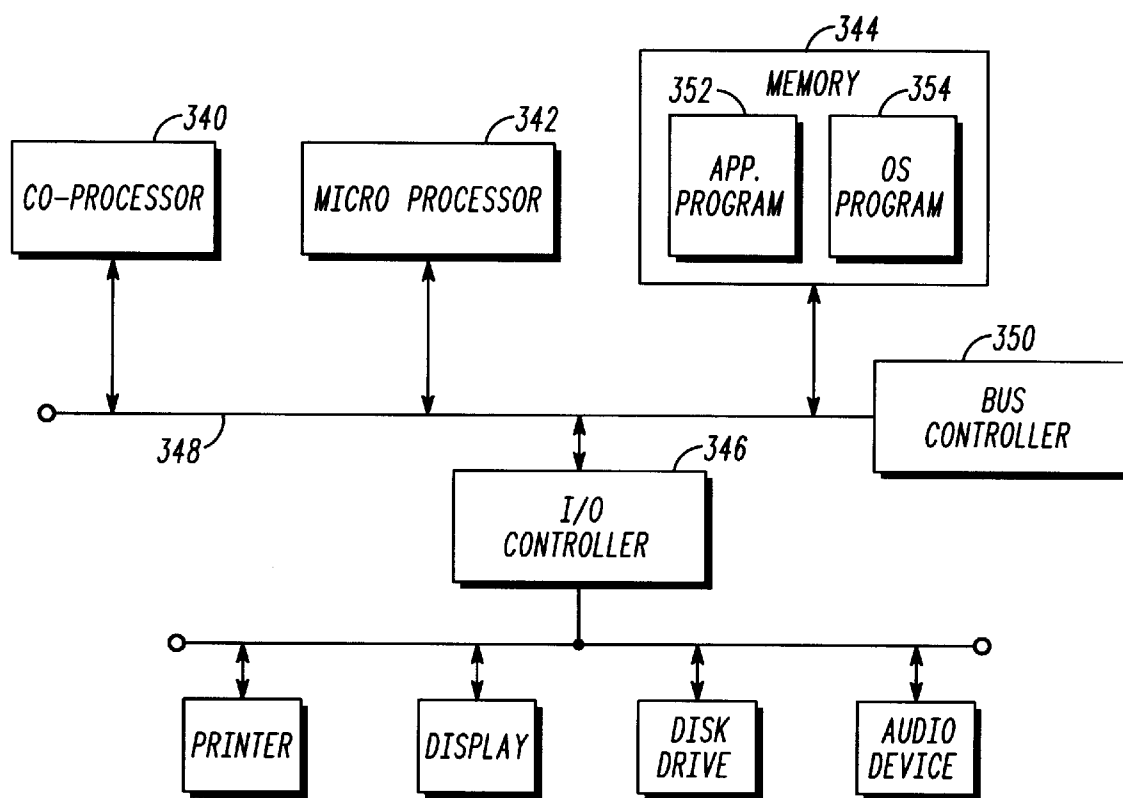 344
MEMORY
352
354
340
342
CO-PROCESSOR
MICRO PROCESSOR
APP.
PROGRAM
OS
PROGRAM
350
BUS
CONTROLLER
348
346
I/O
CONTROLLER
PRINTER
DISPLAY
DISK
DRIVE
AUDIO
DEVICE